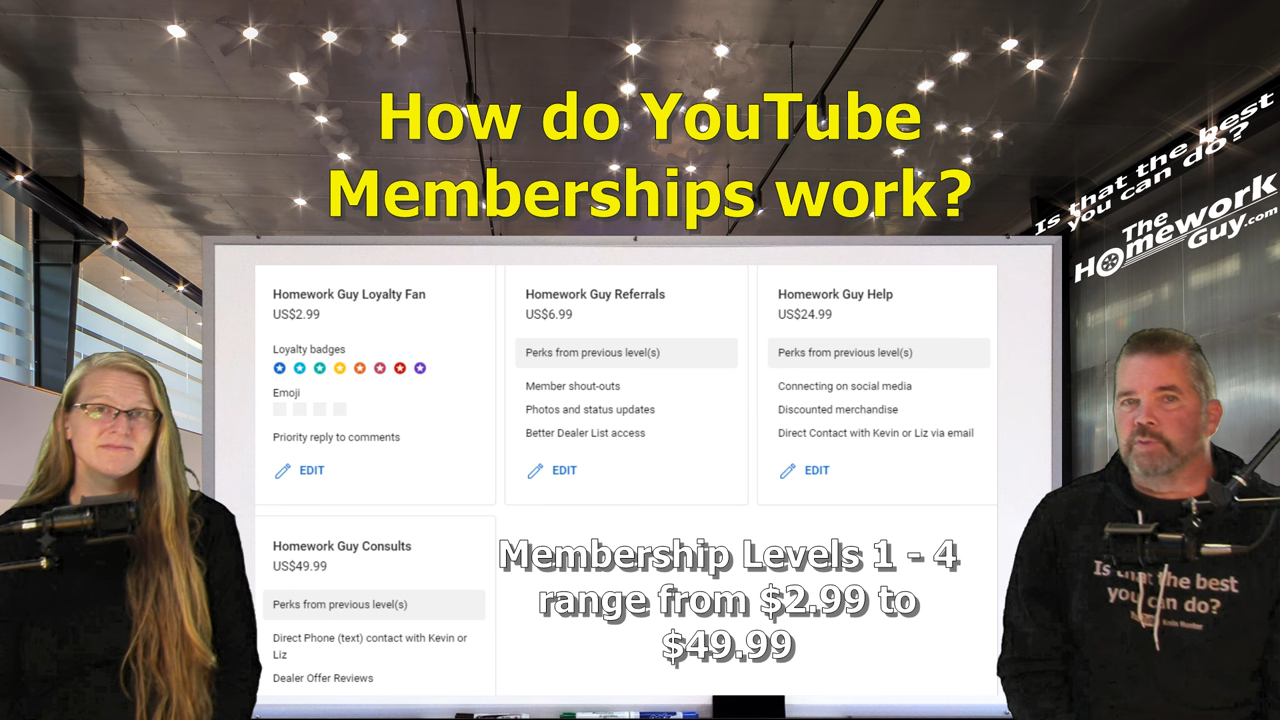 How do YouTube
Memberships work?
Is that the best
you can do?
The
Homework
Guy.com
Homework Guy Loyalty Fan
US$2.99
Loyalty badges
Emoji
Priority reply to comments
EDIT
Homework Guy Referrals
US$6.99
Perks from previous level(s)
Member shout-outs
Photos and status updates
Better Dealer List access
EDIT
Homework Guy Help
US$24.99
Perks from previous level(s)
Connecting on social media
Discounted merchandise
Direct Contact with Kevin or Liz via email
EDIT
Homework Guy Consults
US$49.99
Perks from previous level(s)
Direct Phone (text) contact with Kevin or
Liz
Dealer Offer Reviews
Membership Levels 1 - 4
range from $2.99 to
$49.99
Is that the best
you can do?